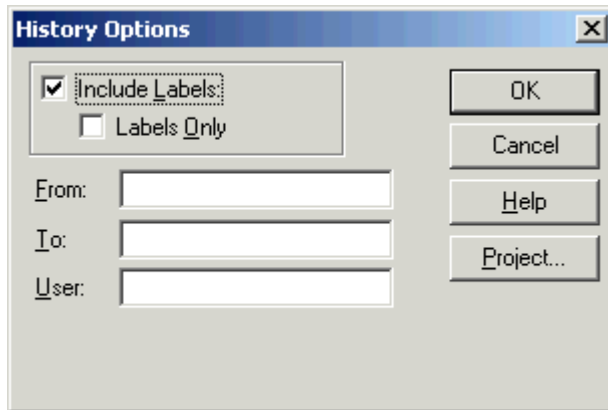 History Options
Include Labels:
Labels Only
From:
To:
User:
OK
Cancel
Help
Project...